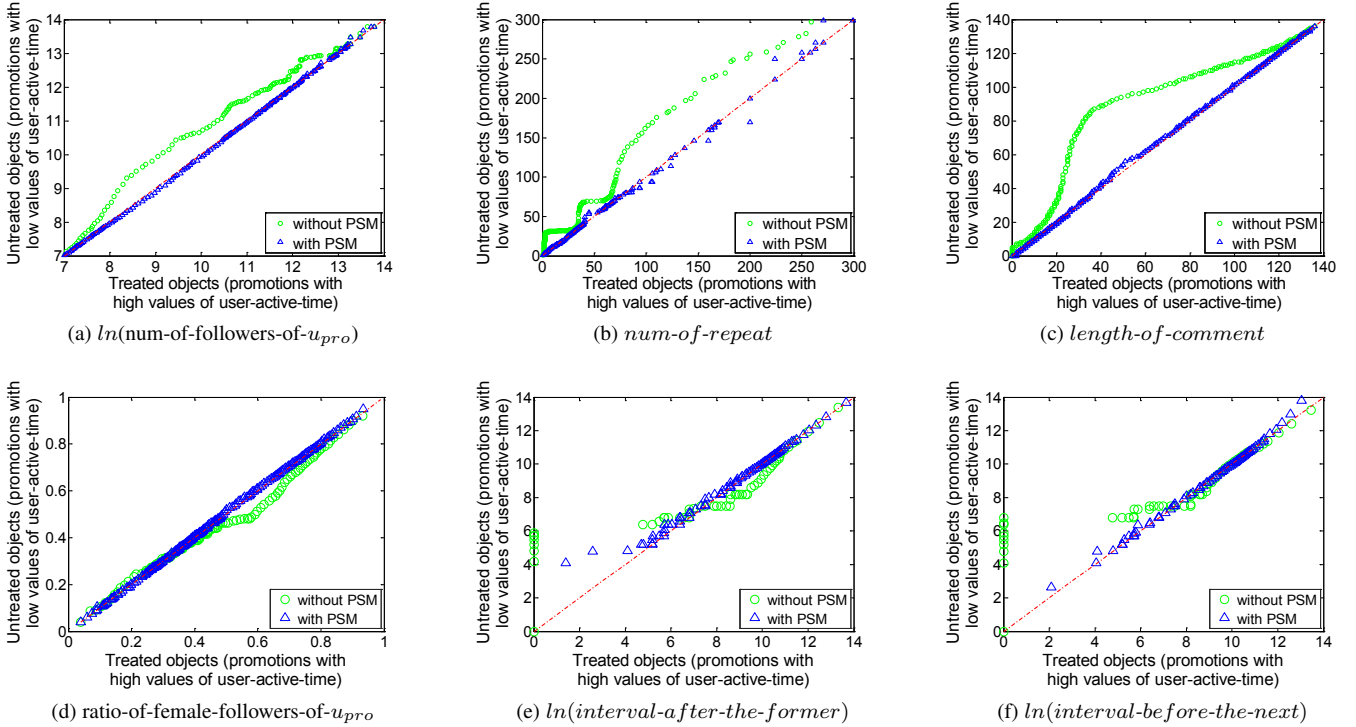 Untreated objects (promotions with
low values of user-active-time)
14
13
12
11
10
9
8
7
7 8 9 10 11 12 13 14
without PSM
with PSM
Treated objects (promotions with
high values of user-active-time)
(a) ln(num-of-followers-of-u_pro)
Untreated objects (promotions with
low values of user-active-time)
300
250
200
150
100
50
0
0 50 100 150 200 250 300
without PSM
with PSM
Treated objects (promotions with
high values of user-active-time)
(b) num-of-repeat
Untreated objects (promotions with
low values of user-active-time)
140
120
100
80
60
40
20
0
0 20 40 60 80 100 120 140
without PSM
with PSM
Treated objects (promotions with
high values of user-active-time)
(c) length-of-comment
Untreated objects (promotions with
low values of user-active-time)
1
0.8
0.6
0.4
0.2
0
0 0.2 0.4 0.6 0.8 1
without PSM
with PSM
Treated objects (promotions with
high values of user-active-time)
(d) ratio-of-female-followers-of-u_pro
Untreated objects (promotions with
low values of user-active-time)
14
12
10
8
6
4
2
0
0 2 4 6 8 10 12 14
without PSM
with PSM
Treated objects (promotions with
high values of user-active-time)
(e) ln(interval-after-the-former)
Untreated objects (promotions with
low values of user-active-time)
14
12
10
8
6
4
2
0
0 2 4 6 8 10 12 14
without PSM
with PSM
Treated objects (promotions with
high values of user-active-time)
(f) ln(interval-before-the-next)